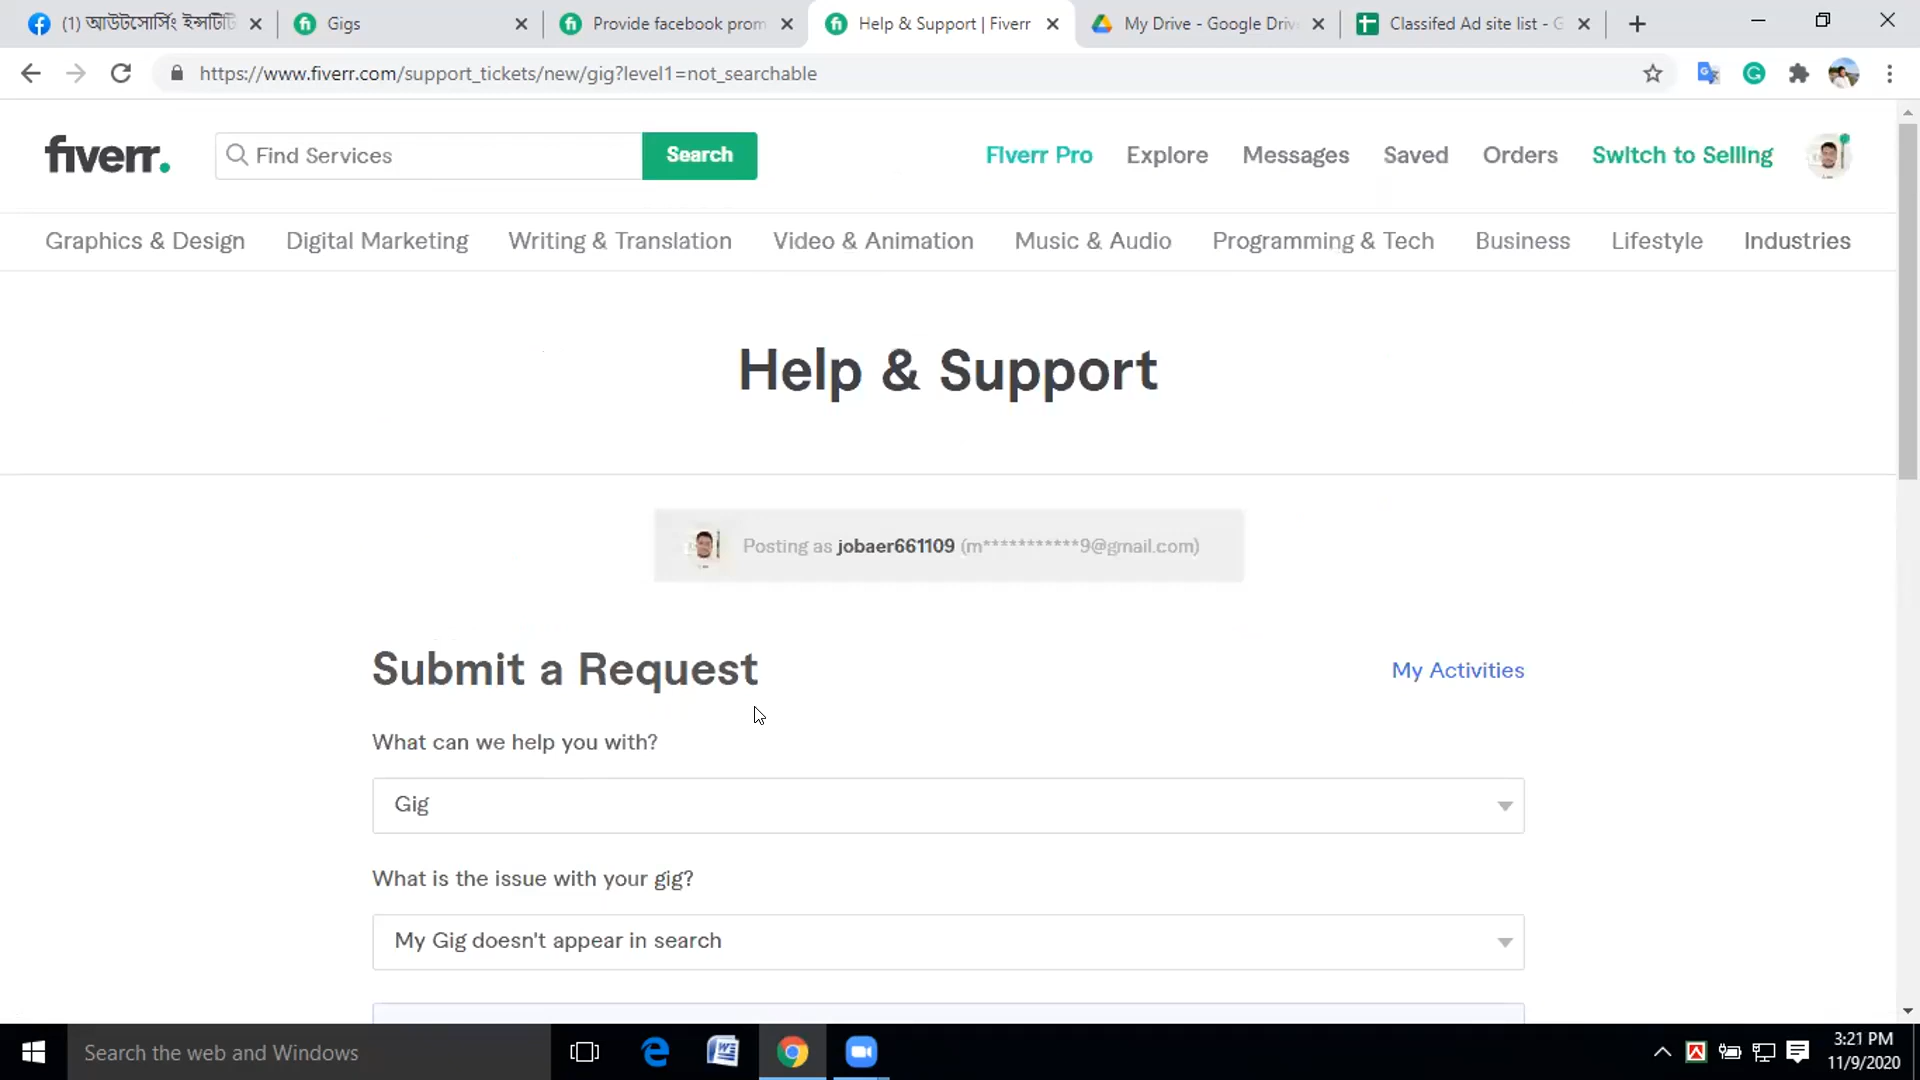 (1) আউটসোর্সিং ইন্সটিটি
Gigs
Provide facebook prom
Help & Support | Fiverr
My Drive - Google Driv
Classifed Ad site list - G
https://www.fiverr.com/support_tickets/new/gig?level1=not_searchable
fiverr.
Find Services
Search
Fiverr Pro
Explore
Messages
Saved
Orders
Switch to Selling
Graphics & Design
Digital Marketing
Writing & Translation
Video & Animation
Music & Audio
Programming & Tech
Business
Lifestyle
Industries
Help & Support
Posting as jobaer661109 (m***********9@gmail.com)
Submit a Request
My Activities
What can we help you with?
Gig
What is the issue with your gig?
My Gig doesn't appear in search
Search the web and Windows
3:21 PM
11/9/2020